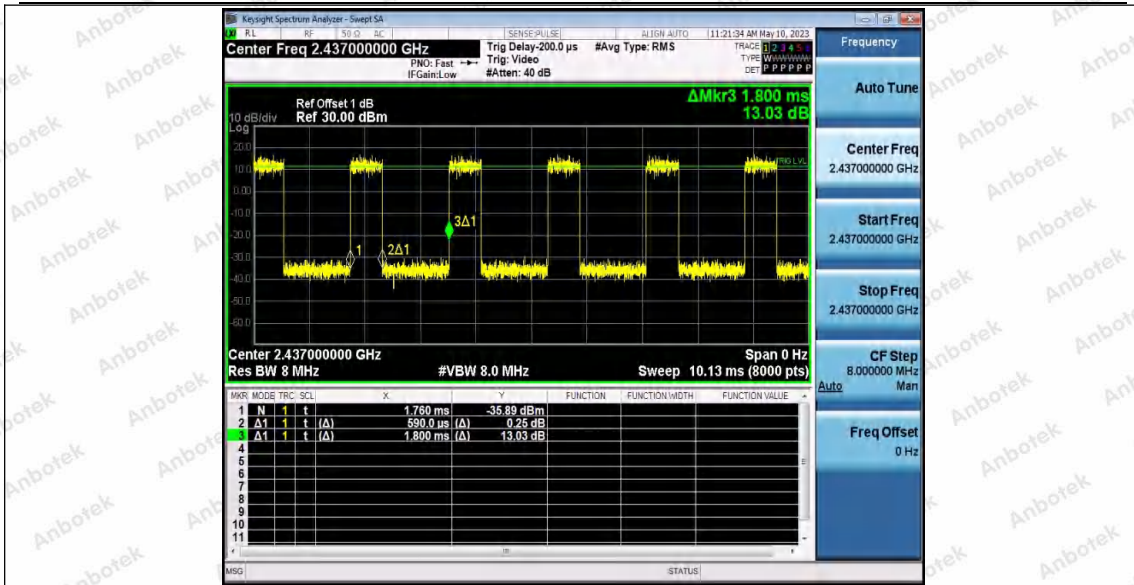 Keysight Spectrum Analyzer - Swept SA
RL RF 50 Ω AC SENSE:PULSE ALIGN AUTO 11:21:34 AM May 10, 2023
Center Freq 2.437000000 GHz Trig Delay-200.0 µs #Avg Type: RMS TRACE 1 2 3 4 5 6
PNO: Fast Trig: Video TYPE W
IFGain:Low #Atten: 40 dB DET P P P P P P
Frequency
ΔMkr3 1.800 ms
13.03 dB
Ref Offset 1 dB
10 dB/div Ref 30.00 dBm
Log
20.0
10.0
0.00
-10.0
-20.0
-30.0
-40.0
-50.0
-60.0
TRIG LVL
1
2Δ1
3Δ1
Center 2.437000000 GHz Span 0 Hz
Res BW 8 MHz #VBW 8.0 MHz Sweep 10.13 ms (8000 pts)
MKR MODE TRC SCL X Y FUNCTION FUNCTION WIDTH FUNCTION VALUE
1 N 1 t 1.760 ms -35.89 dBm
2 Δ1 1 t (Δ) 590.0 µs (Δ) 0.25 dB
3 Δ1 1 t (Δ) 1.800 ms (Δ) 13.03 dB
4
5
6
7
8
9
10
11
MSG STATUS
Auto Tune
Center Freq
2.437000000 GHz
Start Freq
2.437000000 GHz
Stop Freq
2.437000000 GHz
CF Step
8.000000 MHz
Auto Man
Freq Offset
0 Hz
Anbotek